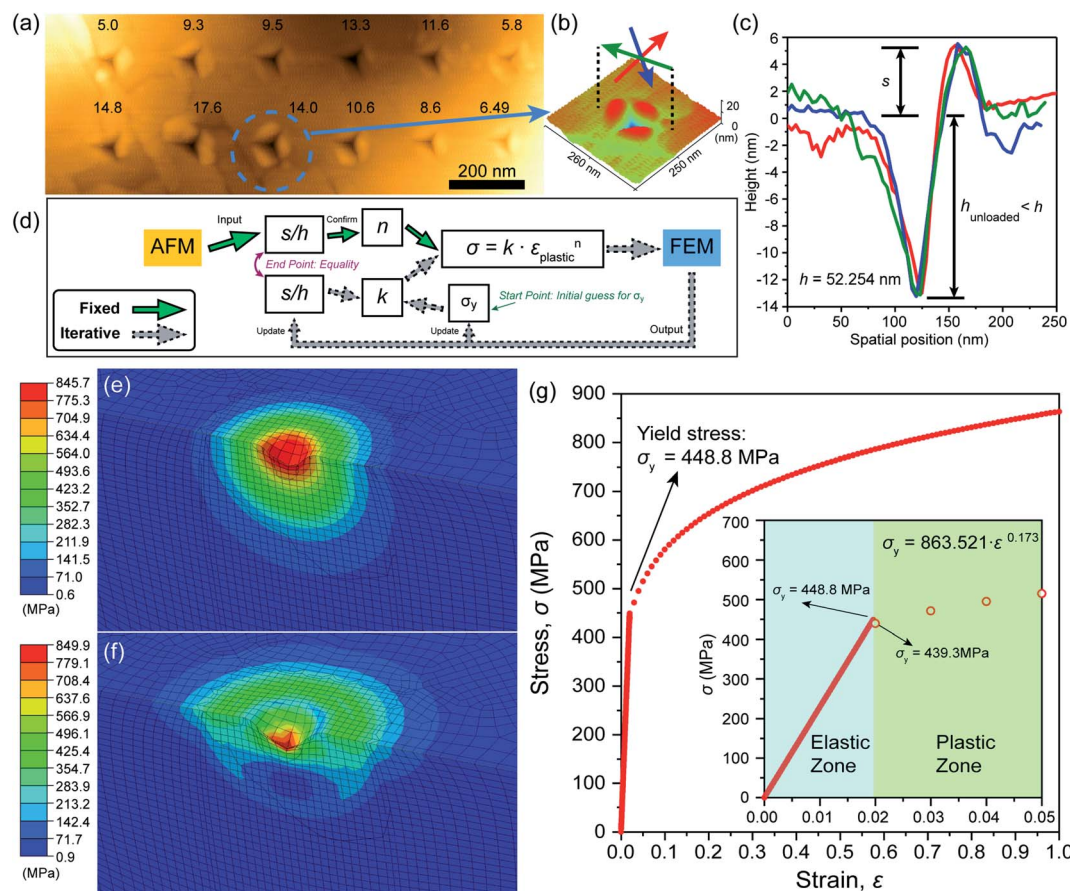 (a)
5.0 9.3 9.5 13.3 11.6 5.8
14.8 17.6 14.0 10.6 8.6 6.49
200 nm
(b)
20
0
(nm)
260 nm
250 nm
(c)
6
4
2
0
-2
-4
-6
-8
-10
-12
-14
Height (nm)
s
h unloaded < h
h = 52.254 nm
0 50 100 150 200 250
Spatial position (nm)
(d)
AFM
Input
s/h
Confirm
n
σ = k · ε plastic n
FEM
End Point: Equality
s/h
k
σy
Start Point: Initial guess for σy
Fixed
Iterative
Update
Update
Output
(e)
845.7
775.3
704.9
634.4
564.0
493.6
423.2
352.7
282.3
211.9
141.5
71.0
0.6
(MPa)
(f)
849.9
779.1
708.4
637.6
566.9
496.1
425.4
354.7
283.9
213.2
142.4
71.7
0.9
(MPa)
(g)
900
800
700
600
500
400
300
200
100
0
Stress, σ (MPa)
Yield stress:
σy = 448.8 MPa
0.0 0.1 0.2 0.3 0.4 0.5 0.6 0.7 0.8 0.9 1.0
Strain, ε
700
600
500
400
300
200
100
0
σ (MPa)
σy = 863.521·ε 0.173
σy = 448.8 MPa
σy = 439.3MPa
Elastic
Zone
Plastic
Zone
0.00 0.01 0.02 0.03 0.04 0.05